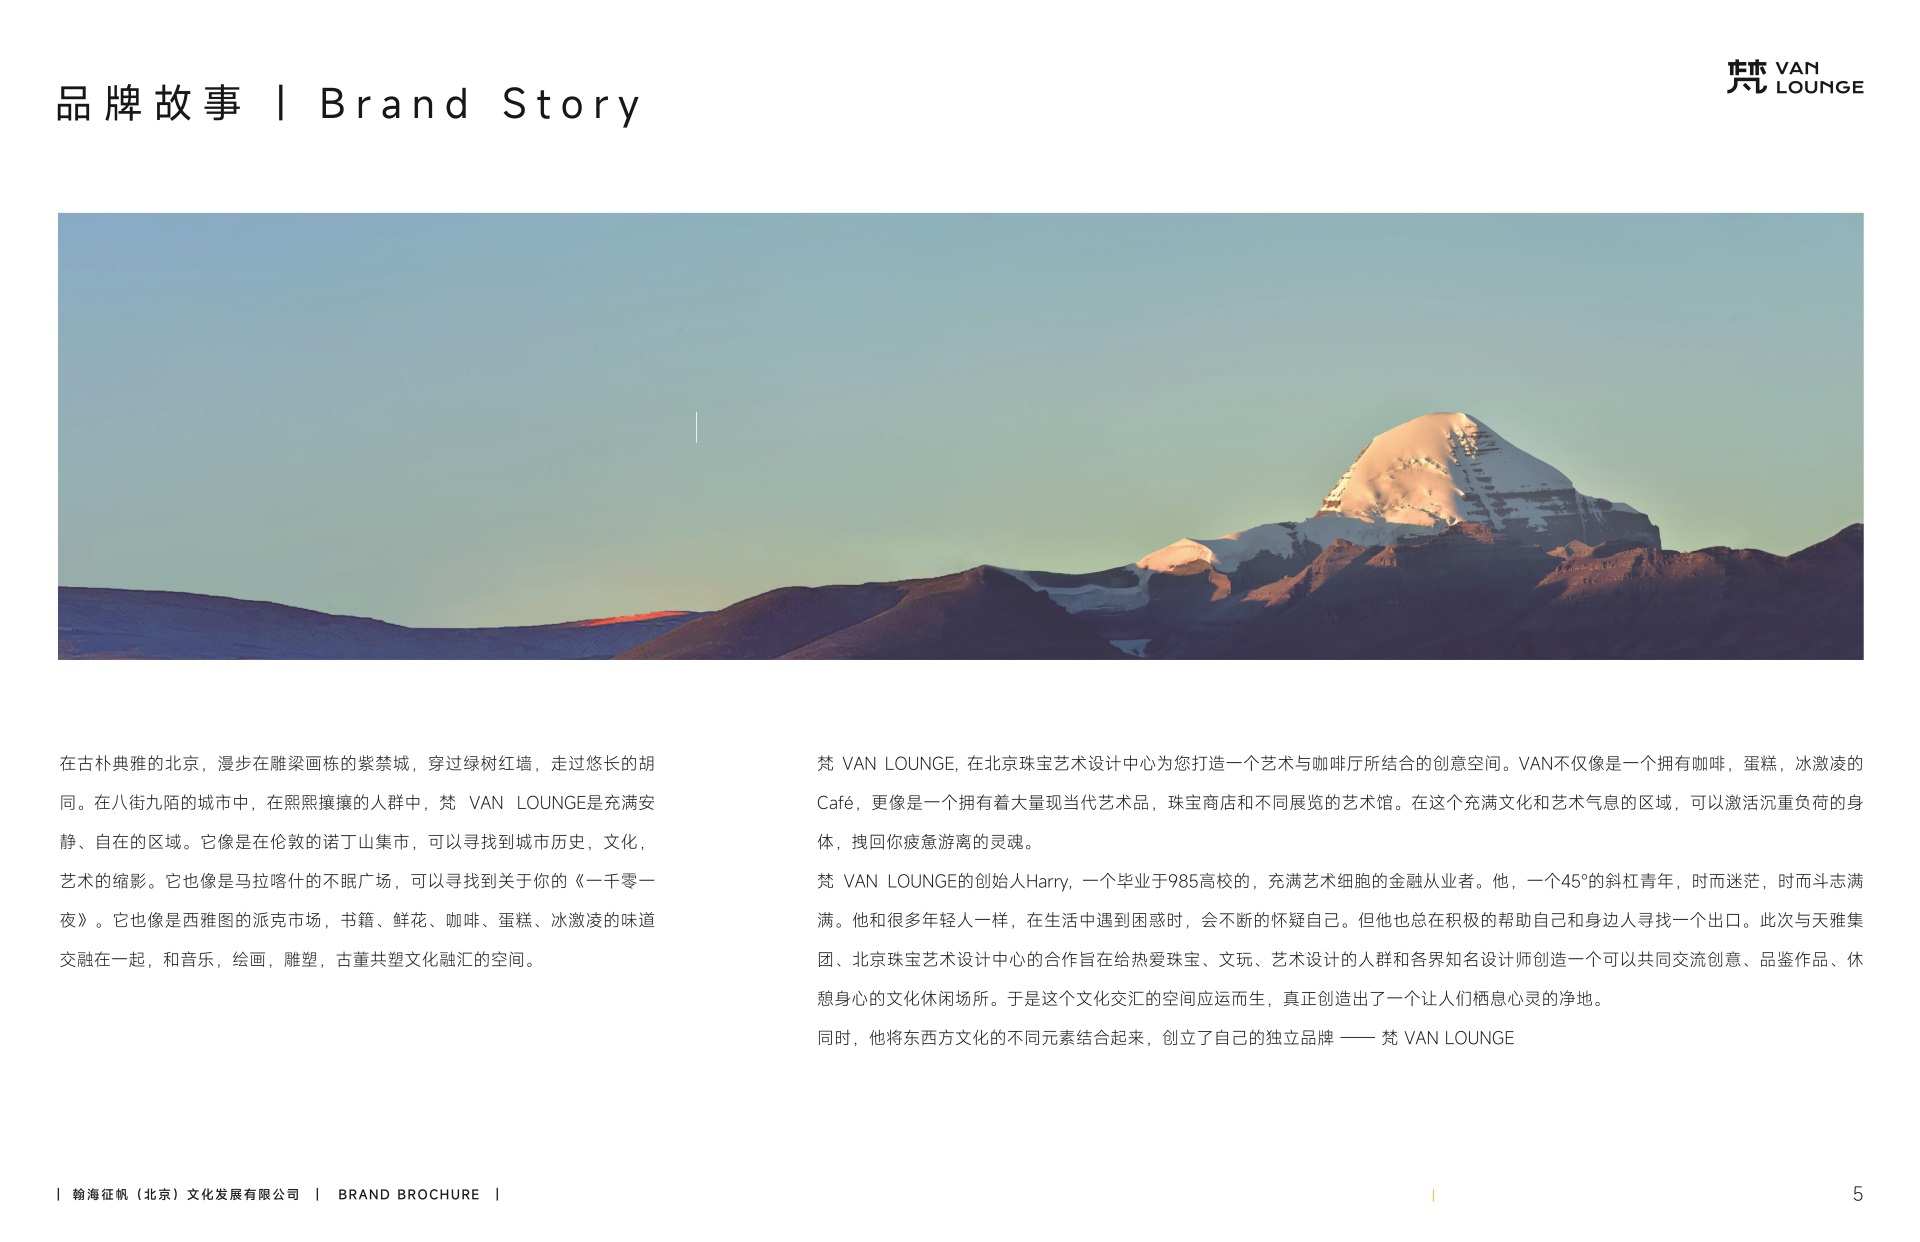 品牌故事 | Brand Story
梵 VAN
LOUNGE
在古朴典雅的北京，漫步在雕梁画栋的紫禁城，穿过绿树红墙，走过悠长的胡
同。在八街九陌的城市中，在熙熙攘攘的人群中，梵 VAN LOUNGE是充满安
静、自在的区域。它像是在伦敦的诺丁山集市，可以寻找到城市历史，文化，
艺术的缩影。它也像是马拉喀什的不眠广场，可以寻找到关于你的《一千零一
夜》。它也像是西雅图的派克市场，书籍、鲜花、咖啡、蛋糕、冰激凌的味道
交融在一起，和音乐，绘画，雕塑，古董共塑文化融汇的空间。
梵 VAN LOUNGE, 在北京珠宝艺术设计中心为您打造一个艺术与咖啡厅所结合的创意空间。VAN不仅像是一个拥有咖啡，蛋糕，冰激凌的
Café，更像是一个拥有着大量现当代艺术品，珠宝商店和不同展览的艺术馆。在这个充满文化和艺术气息的区域，可以激活沉重负荷的身
体，拽回你疲惫游离的灵魂。
梵 VAN LOUNGE的创始人Harry, 一个毕业于985高校的，充满艺术细胞的金融从业者。他，一个45°的斜杠青年，时而迷茫，时而斗志满
满。他和很多年轻人一样，在生活中遇到困惑时，会不断的怀疑自己。但他也总在积极的帮助自己和身边人寻找一个出口。此次与天雅集
团、北京珠宝艺术设计中心的合作旨在给热爱珠宝、文玩、艺术设计的人群和各界知名设计师创造一个可以共同交流创意、品鉴作品、休
憩身心的文化休闲场所。于是这个文化交汇的空间应运而生，真正创造出了一个让人们栖息心灵的净地。
同时，他将东西方文化的不同元素结合起来，创立了自己的独立品牌 —— 梵 VAN LOUNGE
| 翰海征帆（北京）文化发展有限公司 | BRAND BROCHURE |
5